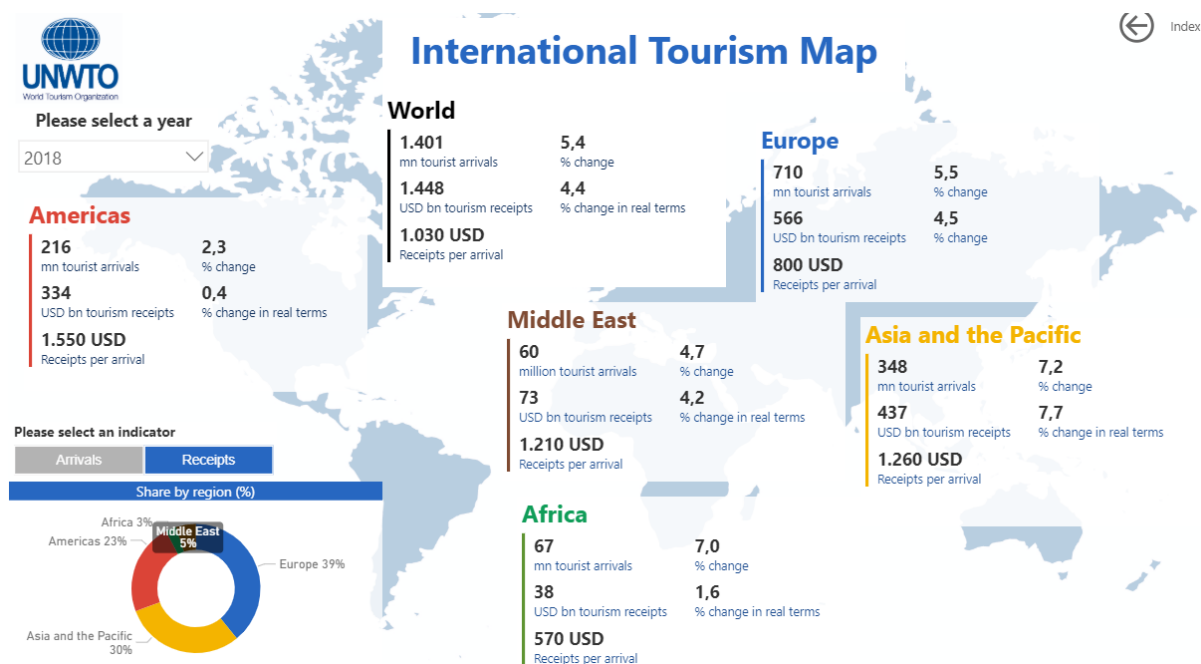 UNWTO
World Tourism Organization
International Tourism Map
Index
Please select a year
2018
World
1.401
mn tourist arrivals
5,4
% change
1.448
USD bn tourism receipts
4,4
% change in real terms
1.030 USD
Receipts per arrival
Europe
710
mn tourist arrivals
5,5
% change
566
USD bn tourism receipts
4,5
% change
800 USD
Receipts per arrival
Americas
216
mn tourist arrivals
2,3
% change
334
USD bn tourism receipts
0,4
% change in real terms
1.550 USD
Receipts per arrival
Middle East
60
million tourist arrivals
4,7
% change
73
USD bn tourism receipts
4,2
% change in real terms
1.210 USD
Receipts per arrival
Asia and the Pacific
348
mn tourist arrivals
7,2
% change
437
USD bn tourism receipts
7,7
% change in real terms
1.260 USD
Receipts per arrival
Africa
67
mn tourist arrivals
7,0
% change
38
USD bn tourism receipts
1,6
% change in real terms
570 USD
Receipts per arrival
Please select an indicator
Arrivals
Receipts
Share by region (%)
Africa 3%
Middle East
5%
Americas 23%
Europe 39%
Asia and the Pacific
30%